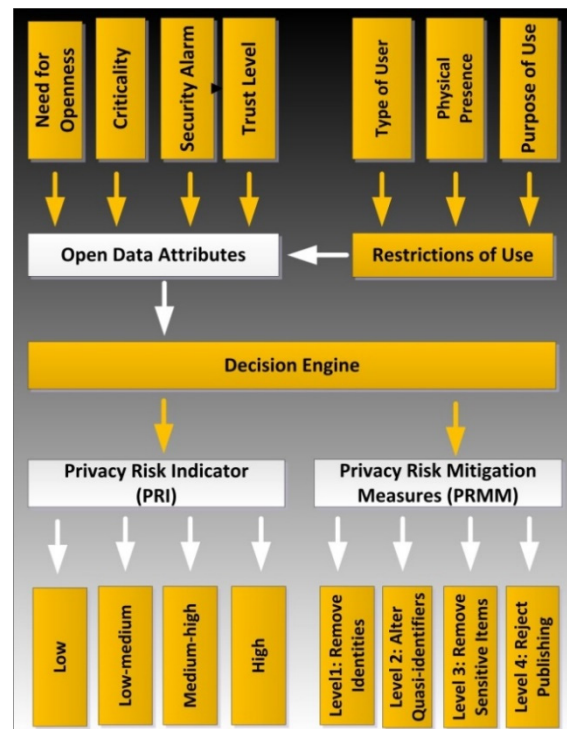 Need for
Openness
Criticality
Security Alarm
Trust Level
Type of User
Physical
Presence
Purpose of Use
Open Data Attributes
Restrictions of Use
Decision Engine
Privacy Risk Indicator
(PRI)
Privacy Risk Mitigation
Measures (PRMM)
Low
Low-medium
Medium-high
High
Level1: Remove
Identities
Level 2: Alter
Quasi-identifiers
Level 3: Remove
Sensitive Items
Level 4: Reject
Publishing